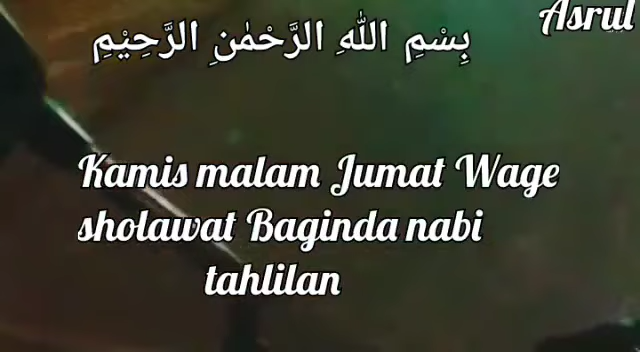 Asrul
بِسْمِ اللّٰهِ الرَّحْمٰنِ الرَّحِيْمِ
Kamis malam Jumat Wage
sholawat Baginda nabi
tahlilan